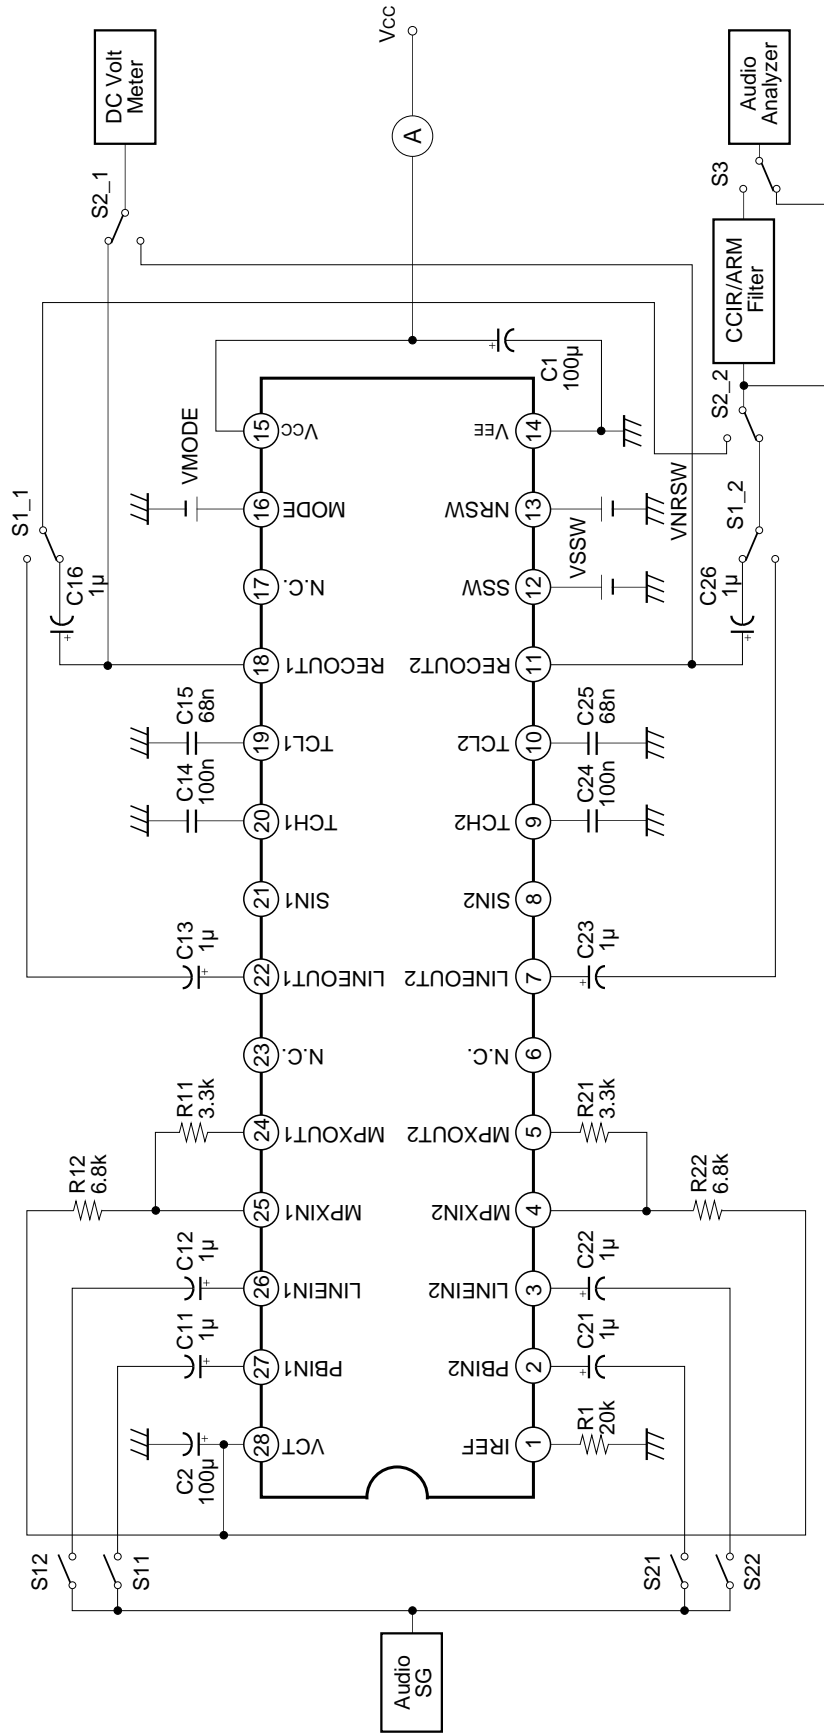 Audio
SG
S12
S11
S21
S22
R12
6.8k
R11
3.3k
C2
100µ
C11
1µ
C12
1µ
C13
1µ
C14
100n
C15
68n
C16
1µ
S1_1
VMODE
S2_1
DC Volt
Meter
28
27
26
25
24
23
22
21
20
19
18
17
16
15
VCT
PBIN1
LINEIN1
MPXIN1
MPXOUT1
N.C.
LINEOUT1
SIN1
TCH1
TCL1
RECOUT1
N.C.
MODE
VCC
IREF
PBIN2
LINEIN2
MPXIN2
MPXOUT2
N.C.
LINEOUT2
SIN2
TCH2
TCL2
RECOUT2
SSW
NRSW
VEE
1
2
3
4
5
6
7
8
9
10
11
12
13
14
R1
20k
C21
1µ
C22
1µ
R22
6.8k
R21
3.3k
C23
1µ
C24
100n
C25
68n
C26
1µ
VSSW
VNRSW
S1_2
S2_2
C1
100µ
A
VCC
CCIR/ARM
Filter
S3
Audio
Analyzer